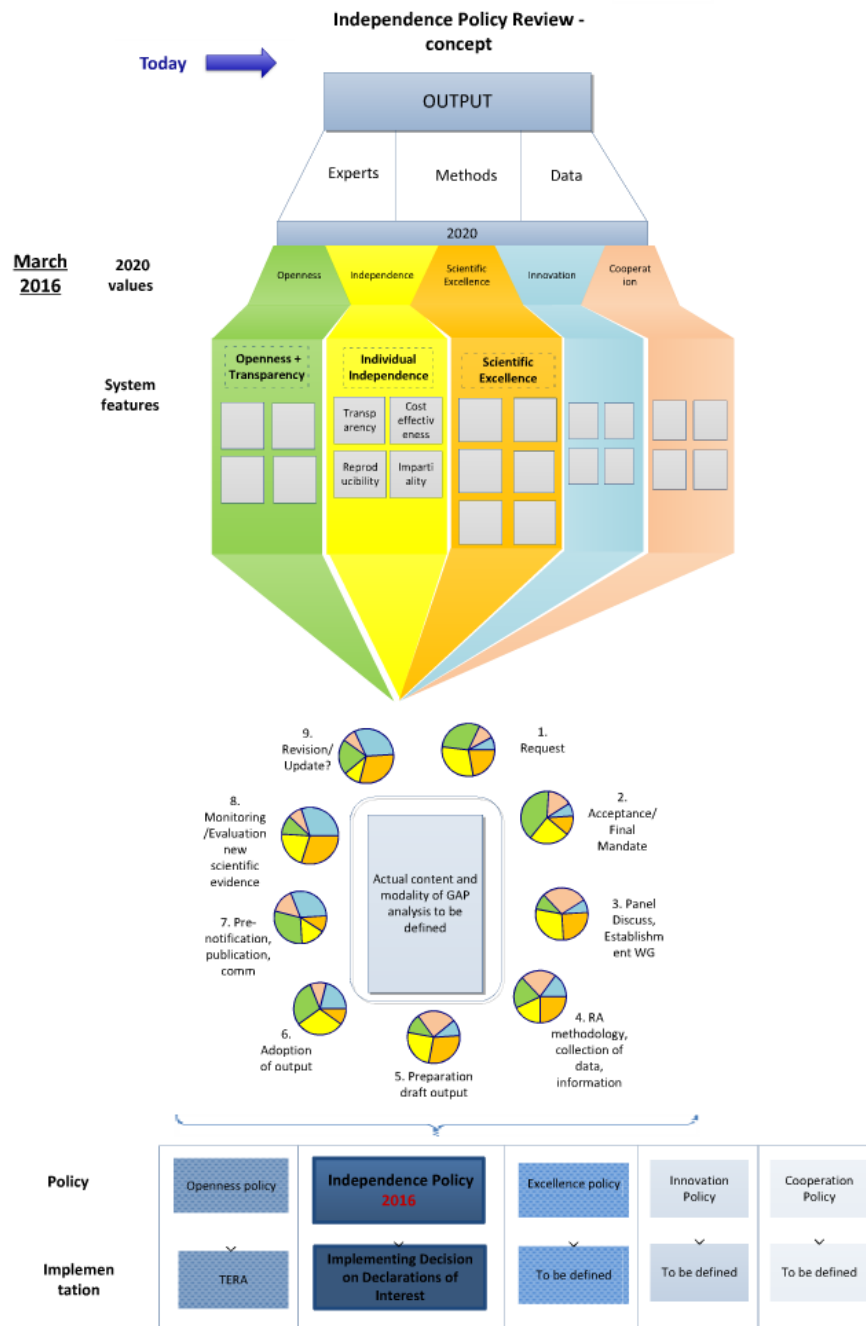 Independence Policy Review -
concept
Today
OUTPUT
Experts
Methods
Data
2020
March
2016
2020
values
Openness
Independence
Scientific
Excellence
Innovation
Cooperat
ion
System
features
Openness +
Transparency
Individual
Independence
Scientific
Excellence
Transp
arency
Cost
effectiv
eness
Reprod
ucibility
Imparti
ality
9.
Revision/
Update?
1.
Request
8.
Monitoring
/Evaluation
new
scientific
evidence
2.
Acceptance/
Final
Mandate
Actual content and
modality of GAP
analysis to be
defined
7. Pre-
notification,
publication,
comm
3. Panel
Discuss,
Establishm
ent WG
6.
Adoption
of output
5. Preparation
draft output
4. RA
methodology,
collection of
data,
information
Policy
Openness policy
Independence Policy
2016
Excellence policy
Innovation
Policy
Cooperation
Policy
Implemen
tation
TERA
Implementing Decision
on Declarations of
Interest
To be defined
To be defined
To be defined